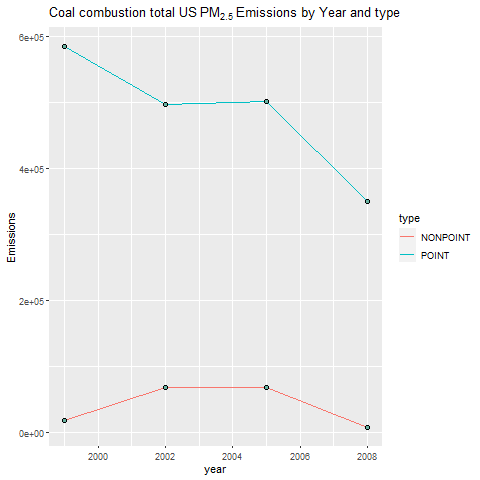 Coal combustion total US PM2.5 Emissions by Year and type
6e+05
4e+05
2e+05
0e+00
Emissions
2000 2002 2004 2006 2008
year
type
NONPOINT
POINT